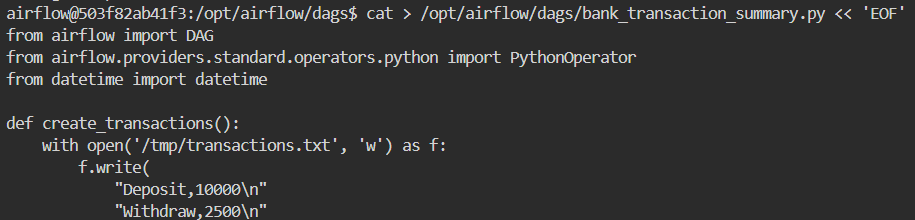 airflow@503f82ab41f3:/opt/airflow/dags$ cat > /opt/airflow/dags/bank_transaction_summary.py << 'EOF'
from airflow import DAG
from airflow.providers.standard.operators.python import PythonOperator
from datetime import datetime

def create_transactions():
    with open('/tmp/transactions.txt', 'w') as f:
        f.write(
            "Deposit,10000\n"
            "Withdraw,2500\n"